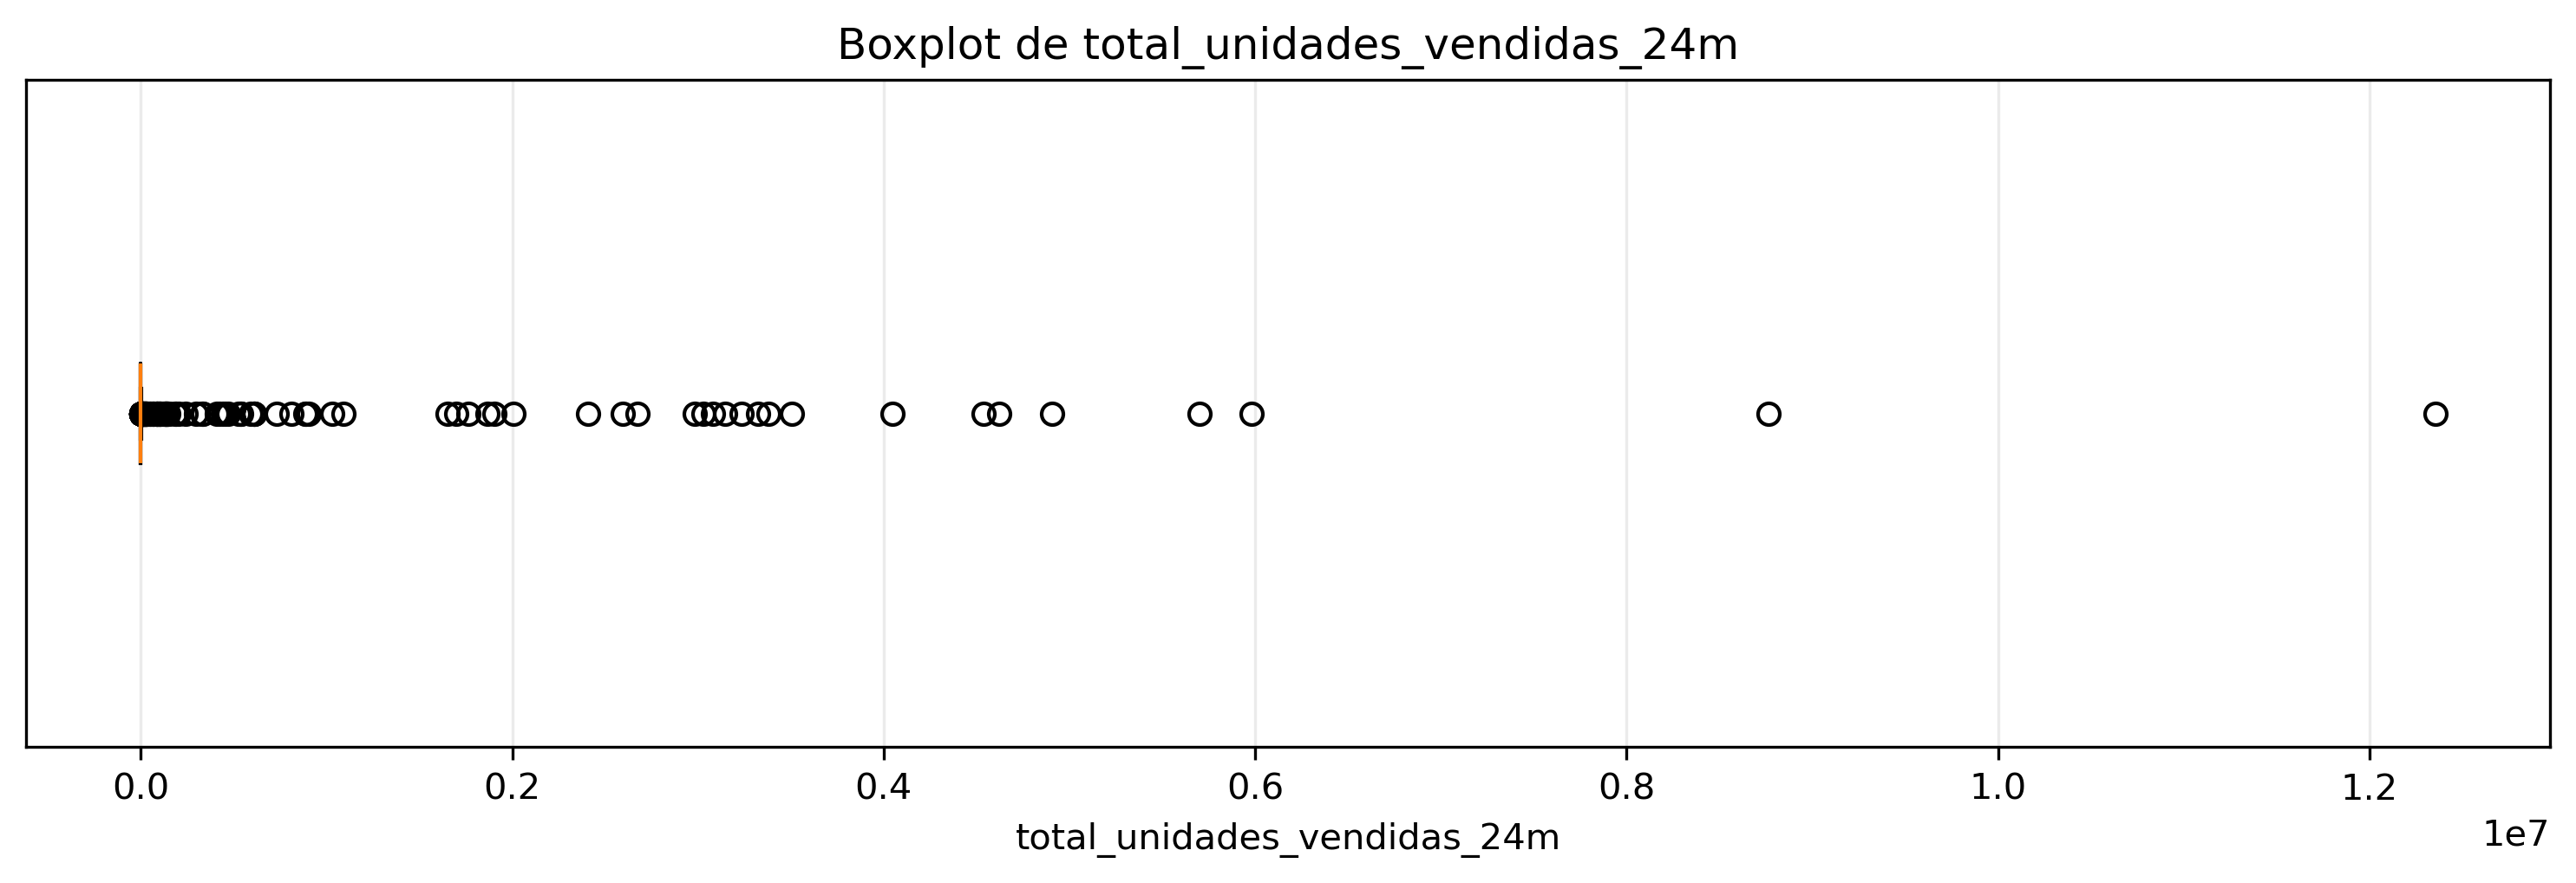 Boxplot de total_unidades_vendidas_24m
0.0 0.2 0.4 0.6 0.8 1.0 1.2
total_unidades_vendidas_24m
1e7